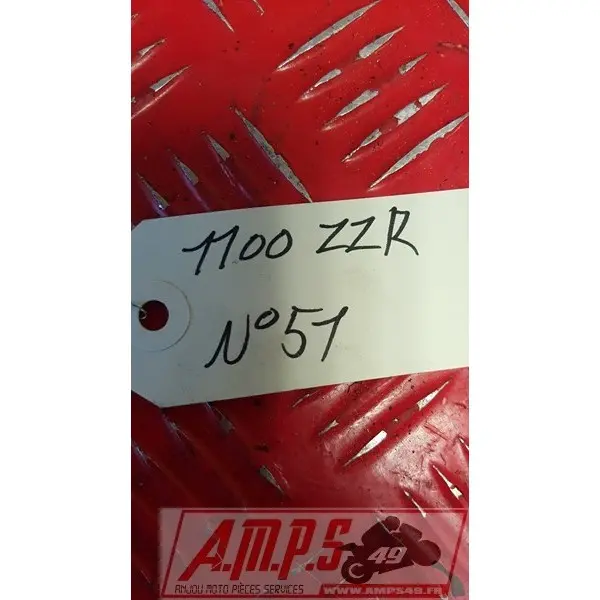 1100 ZZR
N°51
A.M.P.S 49
ANJOU MOTO PIÈCES SERVICES
WWW.AMPS49.FR